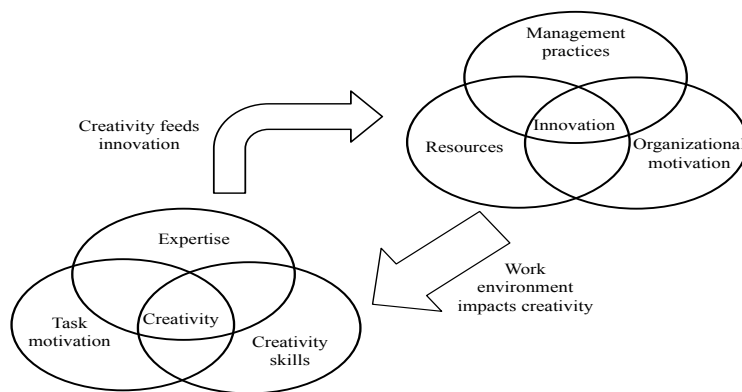 Management
practices
Creativity feeds
innovation
Innovation
Resources
Organizational
motivation
Expertise
Work
environment
impacts creativity
Task
motivation
Creativity
Creativity
skills